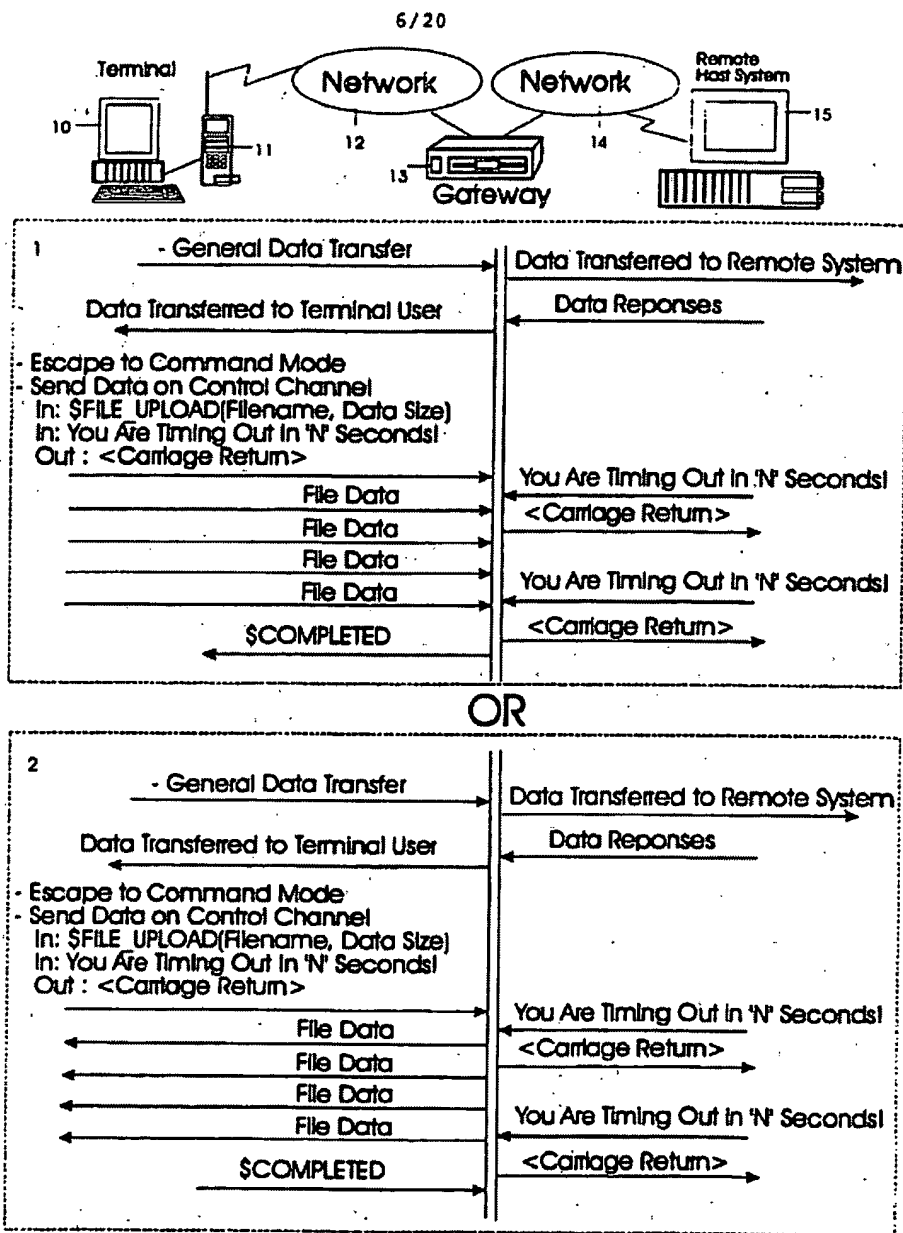 6/20
Terminal
Network
Network
Remote
Host System
10
11
12
13
14
15
Gateway
1
- General Data Transfer
Data Transferred to Remote System
Data Transferred to Terminal User
Data Reponses
- Escape to Command Mode
- Send Data on Control Channel
In: $FILE_UPLOAD(Filename, Data Size)
In: You Are Timing Out in 'N' Seconds!
Out : <Carriage Return>
You Are Timing Out in 'N' Seconds!
File Data
<Carriage Return>
File Data
File Data
File Data
You Are Timing Out in 'N' Seconds!
$COMPLETED
<Carriage Return>
OR
2
- General Data Transfer
Data Transferred to Remote System
Data Transferred to Terminal User
Data Reponses
- Escape to Command Mode
- Send Data on Control Channel
In: $FILE_UPLOAD(Filename, Data Size)
In: You Are Timing Out in 'N' Seconds!
Out : <Carriage Return>
You Are Timing Out in 'N' Seconds!
File Data
<Carriage Return>
File Data
File Data
File Data
You Are Timing Out in 'N' Seconds!
$COMPLETED
<Carriage Return>